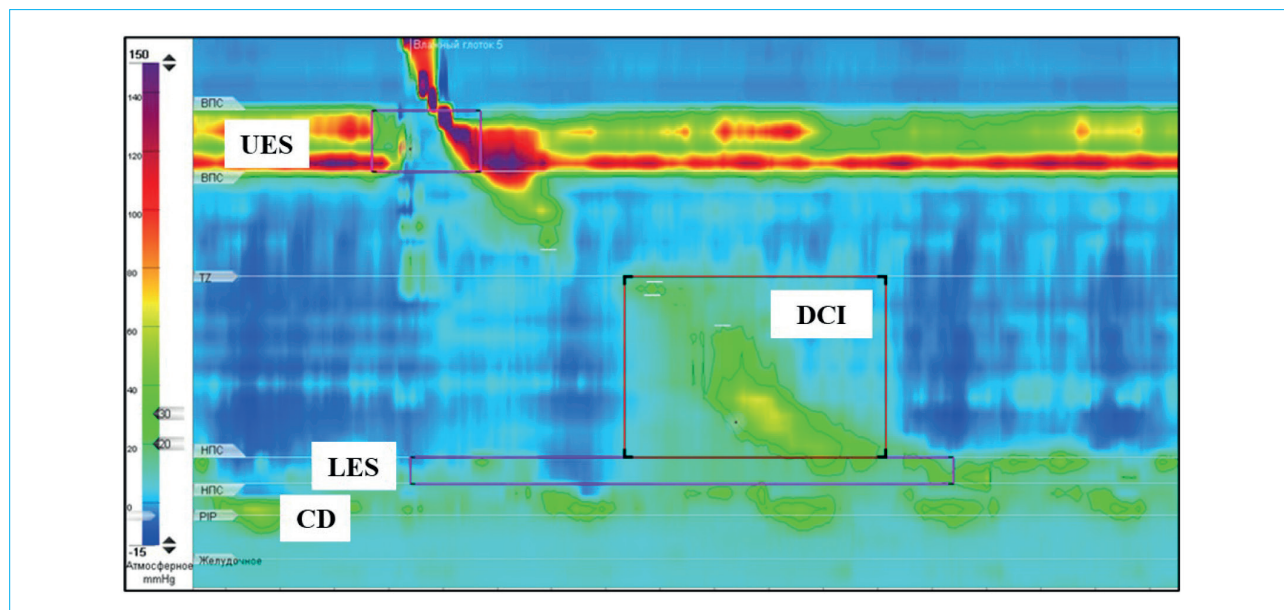 150
Влажный глоток 5
140
ВПС
120
UES
ВПС
100
80
TZ
DCI
60
40
30
20
20
НПС
LES
НПС
CD
0
PIP
-15
Желудочное
Атмосферное
mmHg